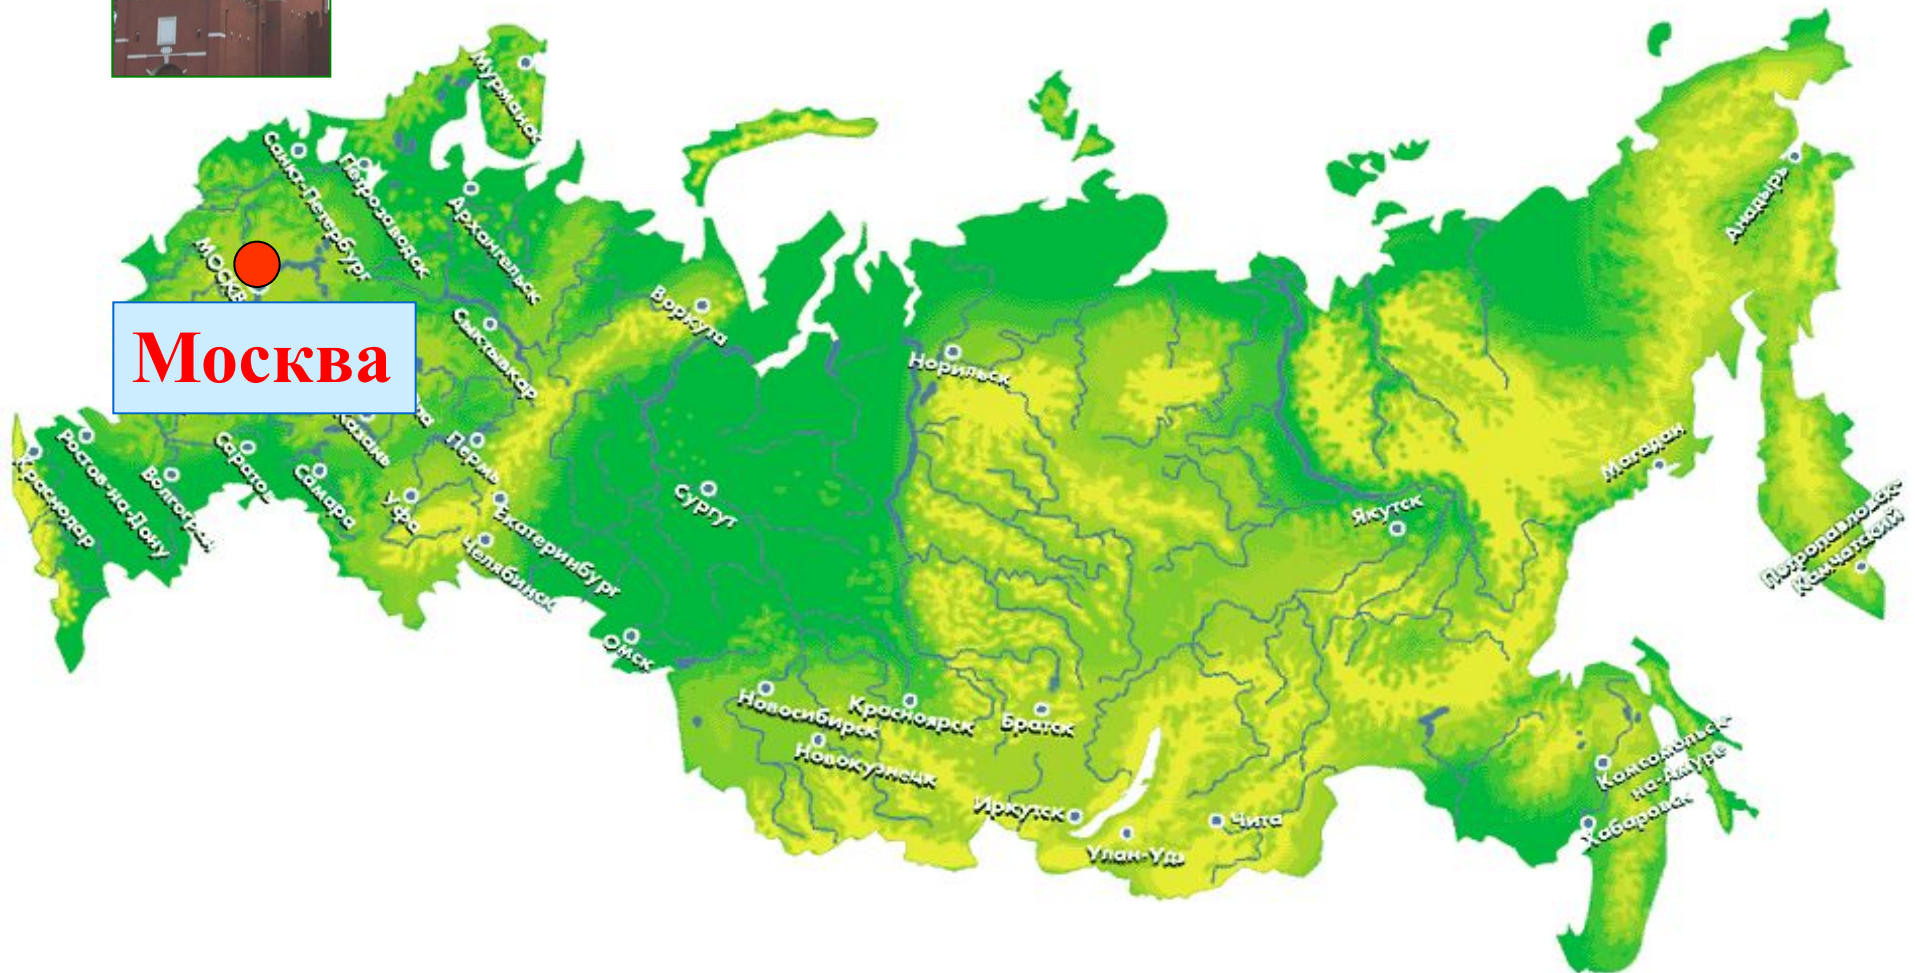 Мурманск
Санкт-Петербург
Петрозаводск
Архангельск
Анадырь
МОСКВА
Москва
Воркута
Сыктывкар
Норильск
Казань
Пермь
Краснодар
Ростов-на-Дону
Волгоград
Саратов
Самара
Уфа
Екатеринбург
Челябинск
Сургут
Омск
Якутск
Магадан
Петропавловск-
Камчатский
Новосибирск
Красноярск
Братск
Новокузнецк
Иркутск
Улан-Удэ
Чита
Комсомольск-
на-Амуре
Хабаровск